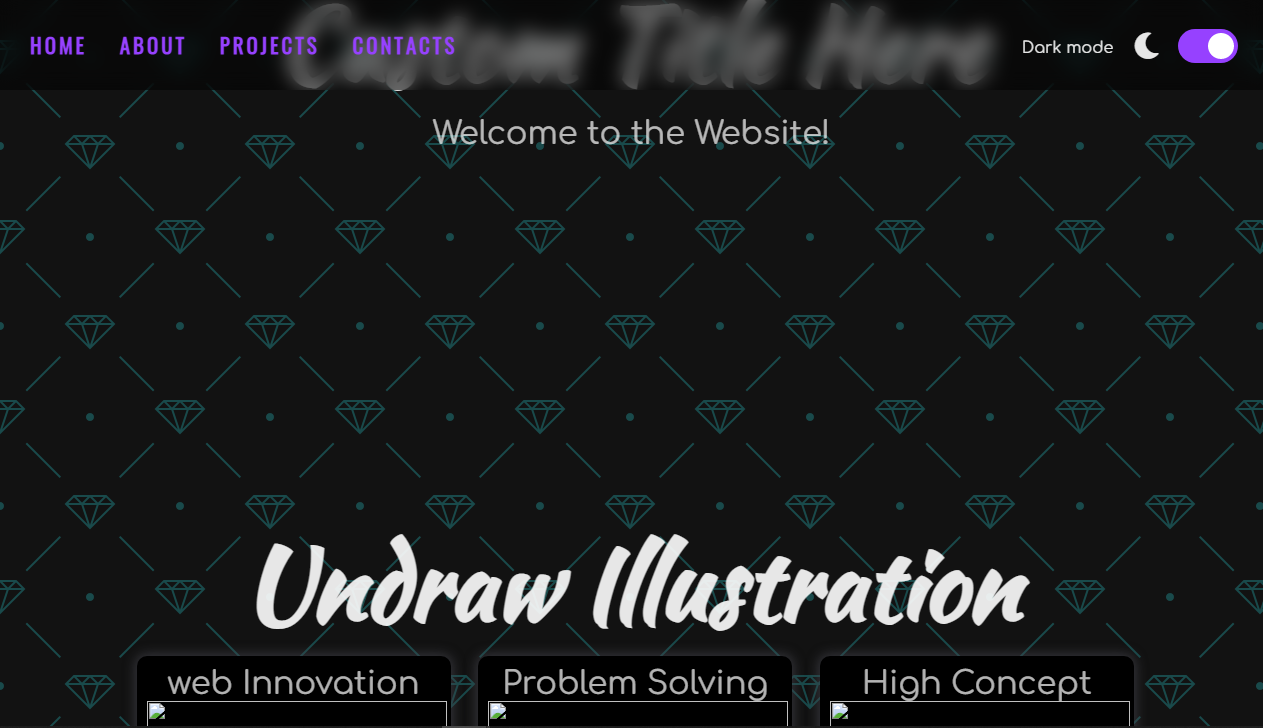 Custom Title Here
HOME ABOUT PROJECTS CONTACTS Dark mode
Welcome to the Website!
Undraw Illustration
web Innovation Problem Solving High Concept